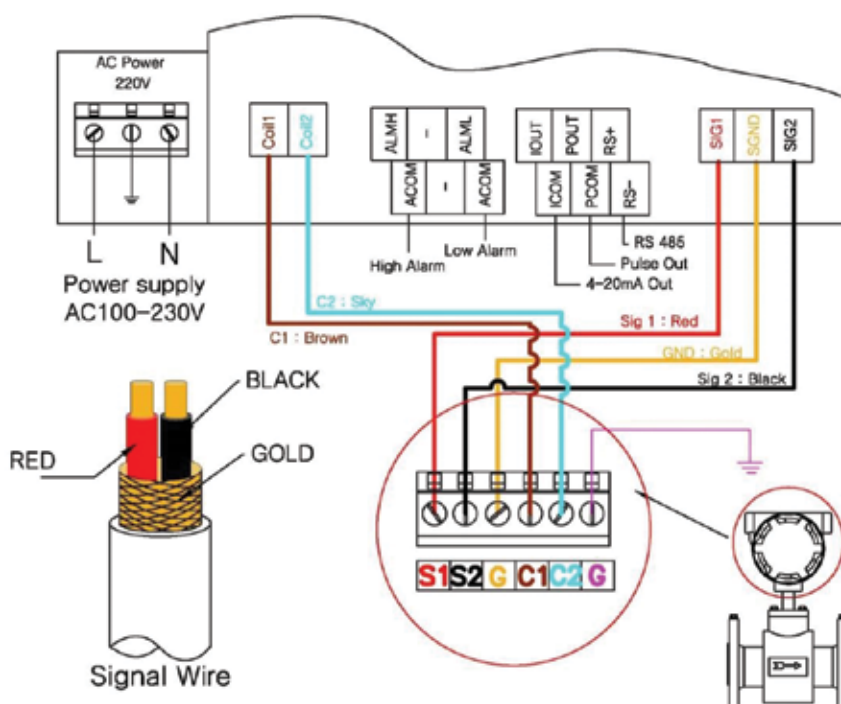 AC Power
220V
Coil1
Coil2
ALMH
-
ALML
ACOM
-
ACOM
IOUT
POUT
RS+
ICOM
PCOM
RS-
SIG1
SGND
SIG2
L
N
Power supply
AC100-230V
High Alarm
Low Alarm
RS 485
Pulse Out
4-20mA Out
C2 : Sky
C1 : Brown
Sig 1 : Red
GND : Gold
Sig 2 : Black
BLACK
RED
GOLD
Signal Wire
S1 S2 G C1 C2 G